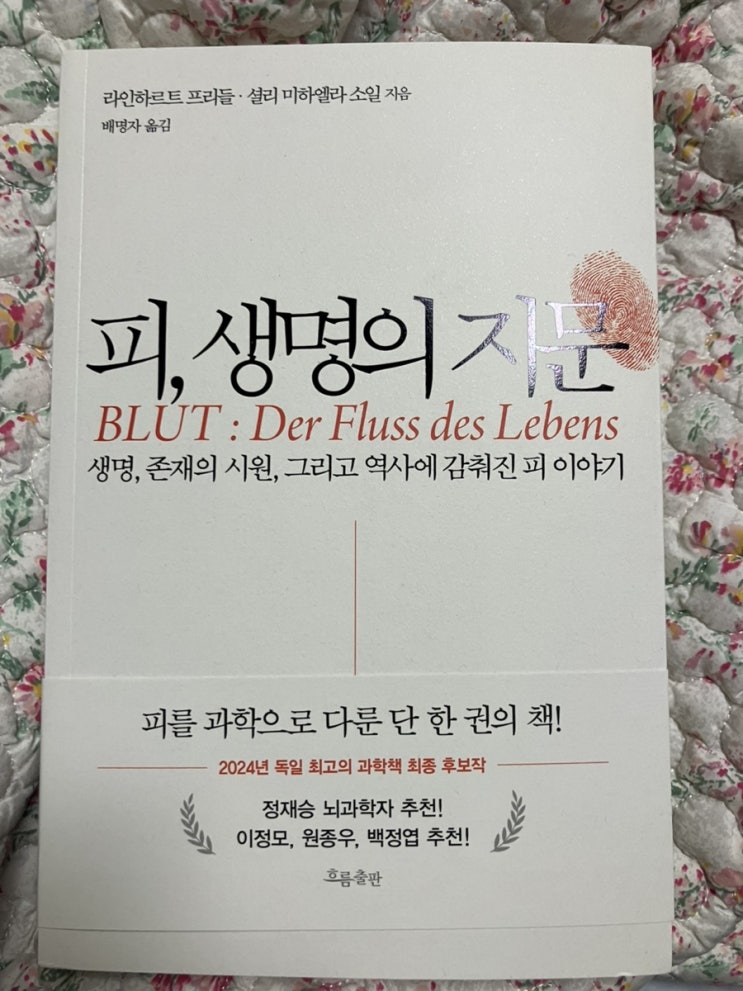 라인하르트 프리들 · 셜리 미하엘라 소일 지음
배명자 옮김
피, 생명의 지문
BLUT : Der Fluss des Lebens
생명, 존재의 시원, 그리고 역사에 감춰진 피 이야기
피를 과학으로 다룬 단 한 권의 책!
2024년 독일 최고의 과학책 최종 후보작
정재승 뇌과학자 추천!
이정모, 원종우, 백정엽 추천!
흐름출판